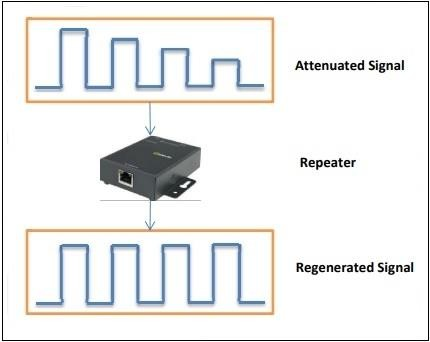 Attenuated Signal
Repeater
Regenerated Signal